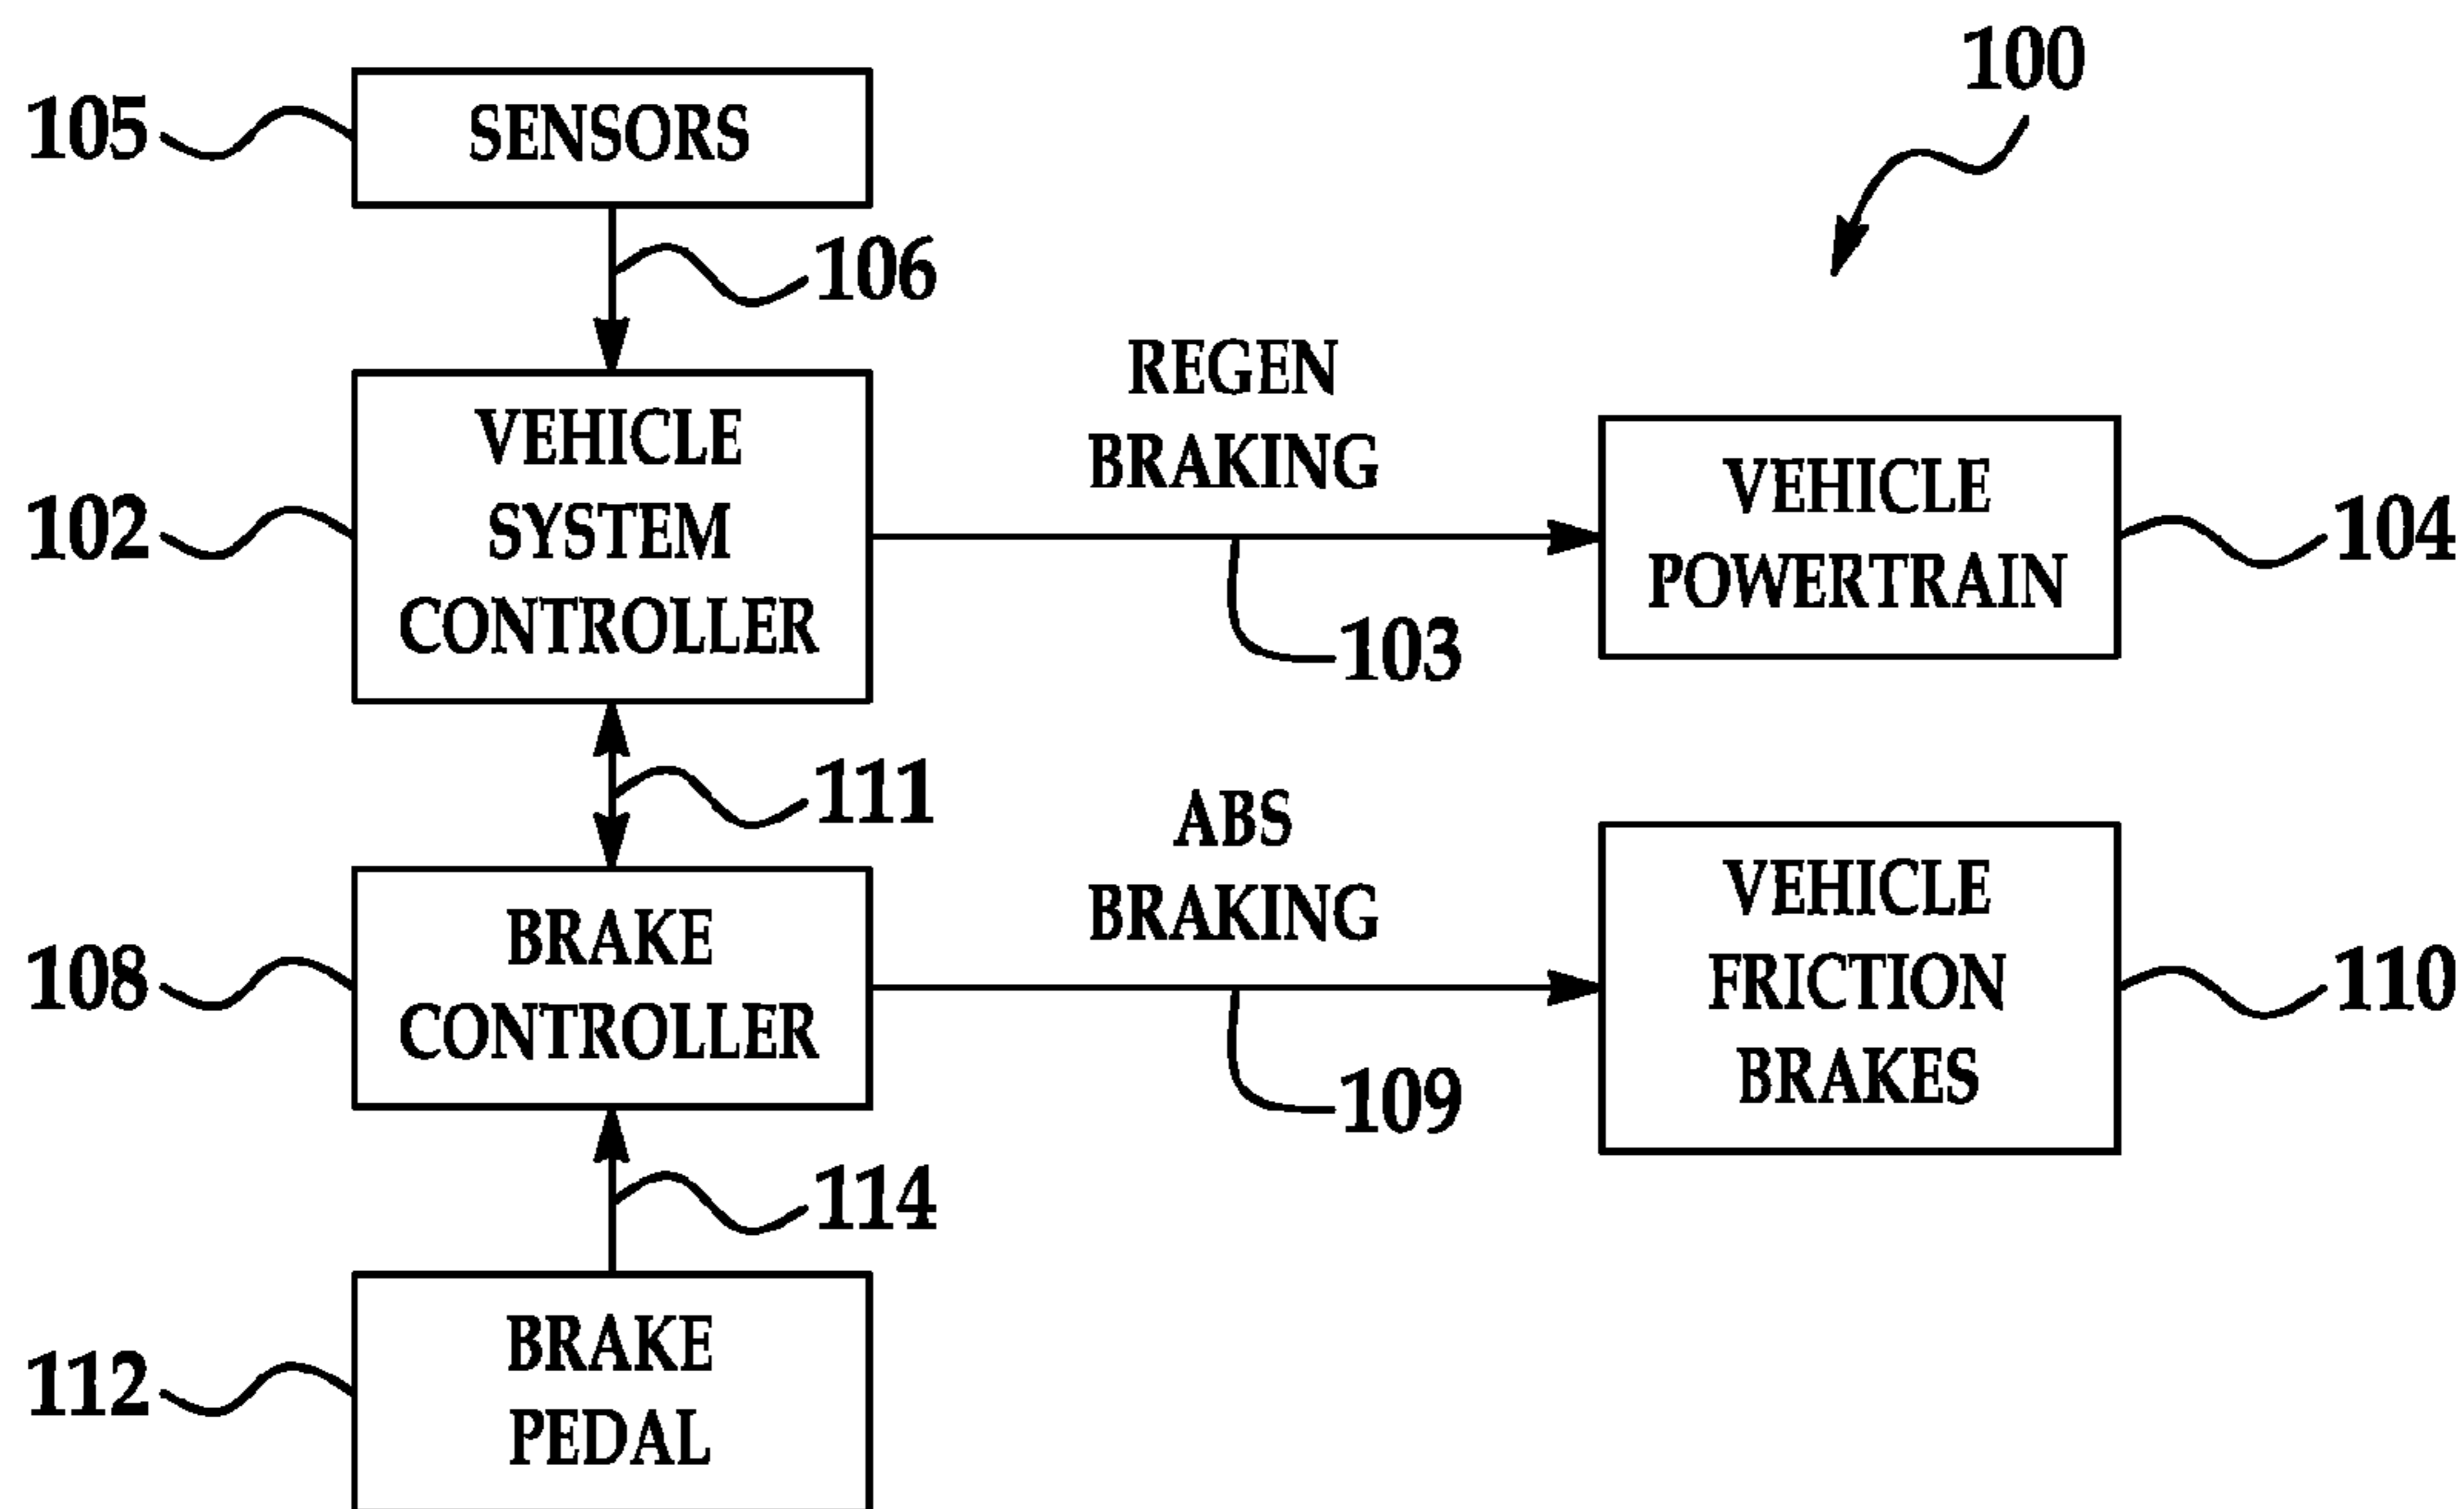 100
105
SENSORS
106
REGEN
BRAKING
102
VEHICLE
SYSTEM
CONTROLLER
103
VEHICLE
POWERTRAIN
104
111
ABS
BRAKING
108
BRAKE
CONTROLLER
109
VEHICLE
FRICTION
BRAKES
110
114
112
BRAKE
PEDAL